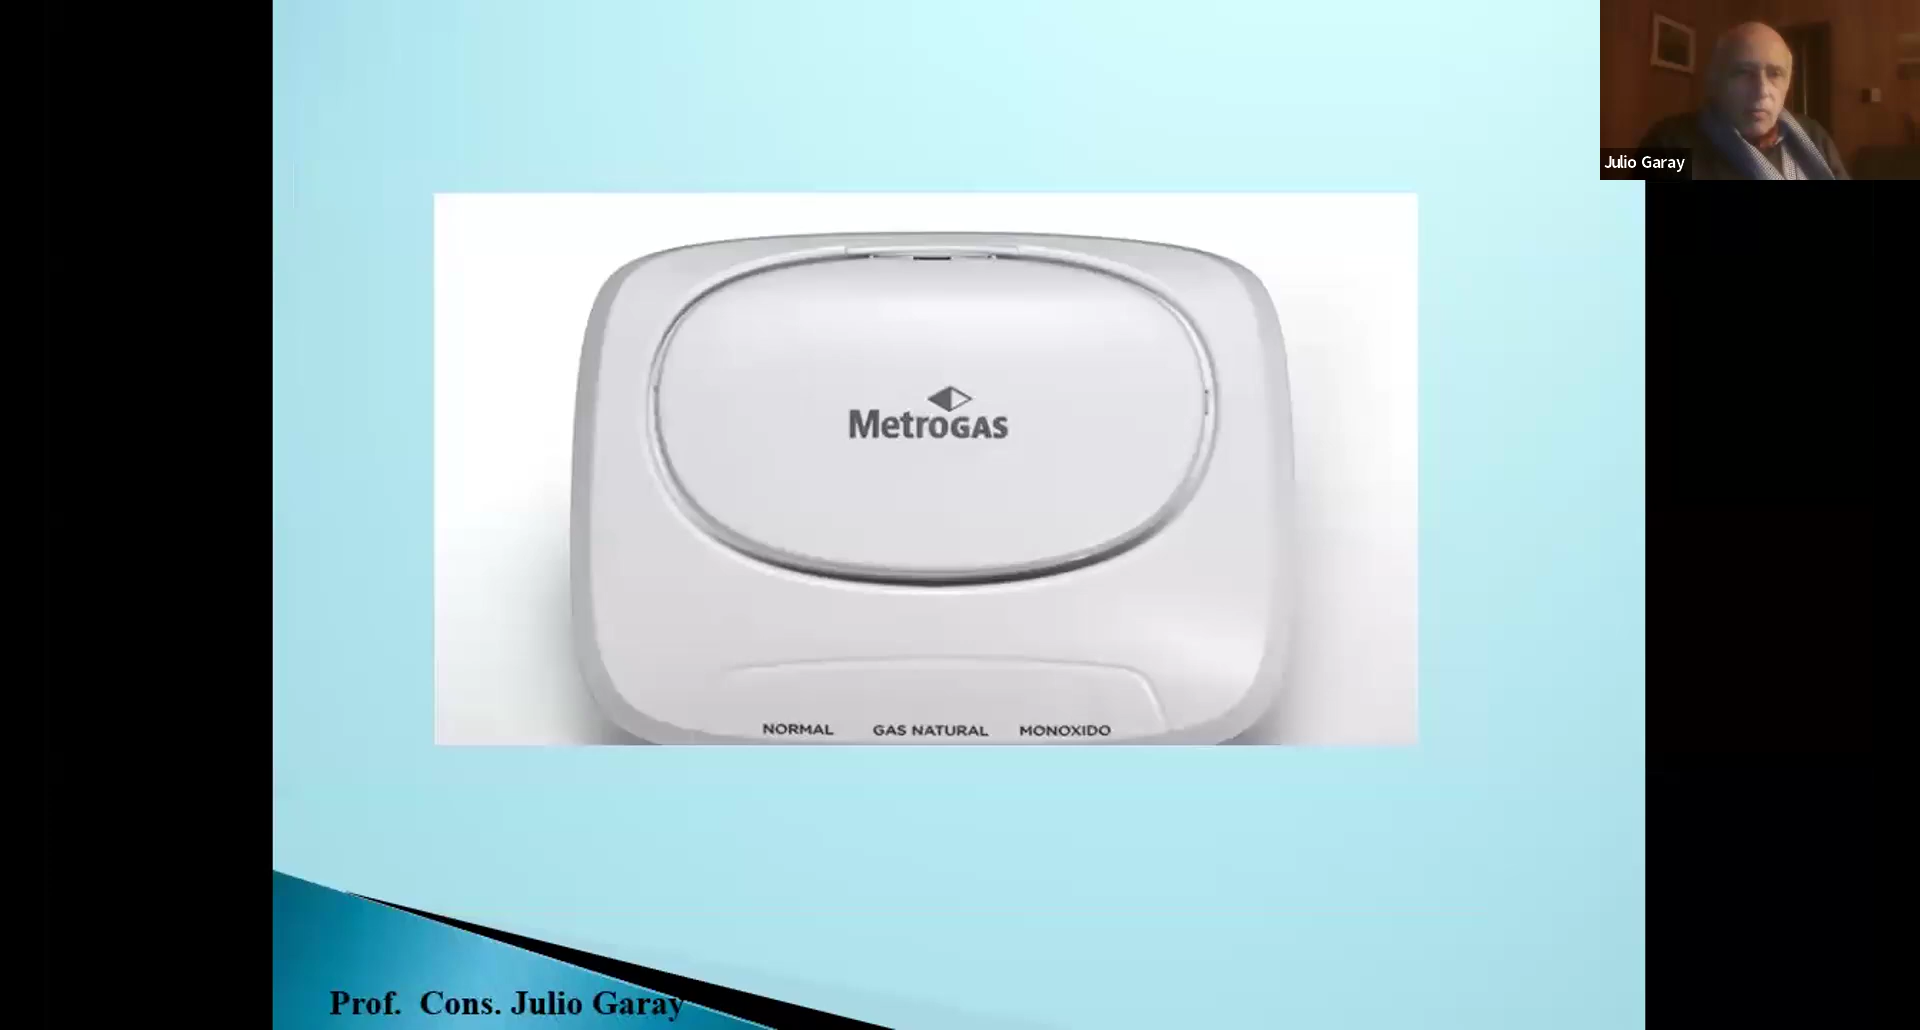 Julio Garay
MetroGAS
NORMAL GAS NATURAL MONOXIDO
Prof. Cons. Julio Garay